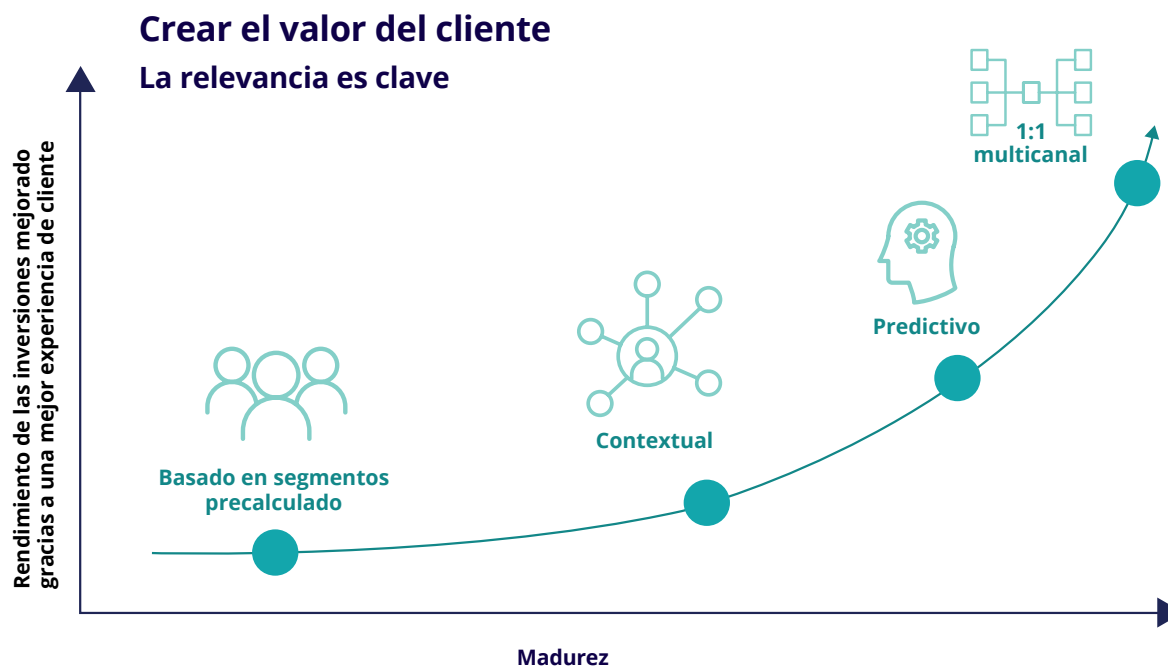 Crear el valor del cliente
La relevancia es clave
Rendimiento de las inversiones mejorado
gracias a una mejor experiencia de cliente
1:1
multicanal
Predictivo
Contextual
Basado en segmentos
precalculado
Madurez